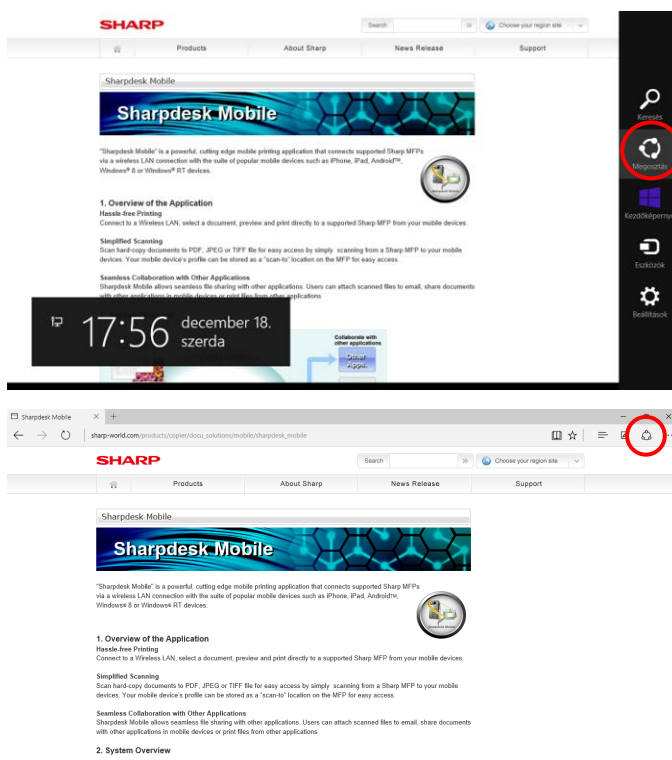 SHARP
Search
Choose your region site
Products About Sharp News Release Support
Sharpdesk Mobile
Sharpdesk Mobile
"Sharpdesk Mobile" is a powerful, cutting edge mobile printing application that connects supported Sharp MFPs
via a wireless LAN connection with the suite of popular mobile devices such as iPhone, iPad, Android™,
Windows® 8 or Windows® RT devices.
1. Overview of the Application
Hassle-free Printing
Connect to a Wireless LAN, select a document, preview and print directly to a supported Sharp MFP from your mobile devices.
Simplified Scanning
Scan hard-copy documents to PDF, JPEG or TIFF file for easy access by simply scanning from a Sharp MFP to your mobile
devices. Your mobile device's profile can be stored as a "scan-to" location on the MFP for easy access.
Seamless Collaboration with Other Applications
Sharpdesk Mobile allows seamless file sharing with other applications. Users can attach scanned files to email, share documents
with other applications in mobile devices or print files from other applications
17:56 december 18.
szerda
Collaborate with
other applications
Other
Appli.
Keresés
Megosztás
Kezdőképernyő
Eszközök
Beállítások
Sharpdesk Mobile
sharp-world.com/products/copier/docu_solutions/mobile/sharpdesk_mobile
SHARP
Search
Choose your region site
Products About Sharp News Release Support
Sharpdesk Mobile
Sharpdesk Mobile
"Sharpdesk Mobile" is a powerful, cutting edge mobile printing application that connects supported Sharp MFPs
via a wireless LAN connection with the suite of popular mobile devices such as iPhone, iPad, Android™,
Windows® 8 or Windows® RT devices.
1. Overview of the Application
Hassle-free Printing
Connect to a Wireless LAN, select a document, preview and print directly to a supported Sharp MFP from your mobile devices.
Simplified Scanning
Scan hard-copy documents to PDF, JPEG or TIFF file for easy access by simply scanning from a Sharp MFP to your mobile
devices. Your mobile device's profile can be stored as a "scan-to" location on the MFP for easy access.
Seamless Collaboration with Other Applications
Sharpdesk Mobile allows seamless file sharing with other applications. Users can attach scanned files to email, share documents
with other applications in mobile devices or print files from other applications
2. System Overview